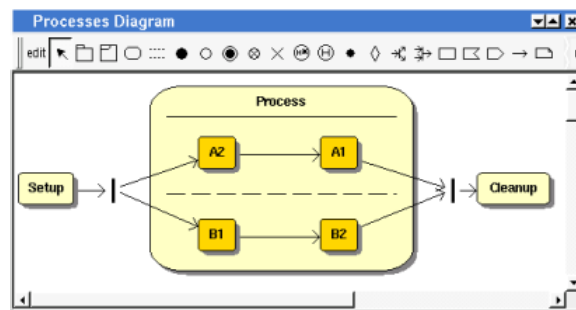 Processes Diagram
edit
Process
A2 A1
Setup Cleanup
B1 B2